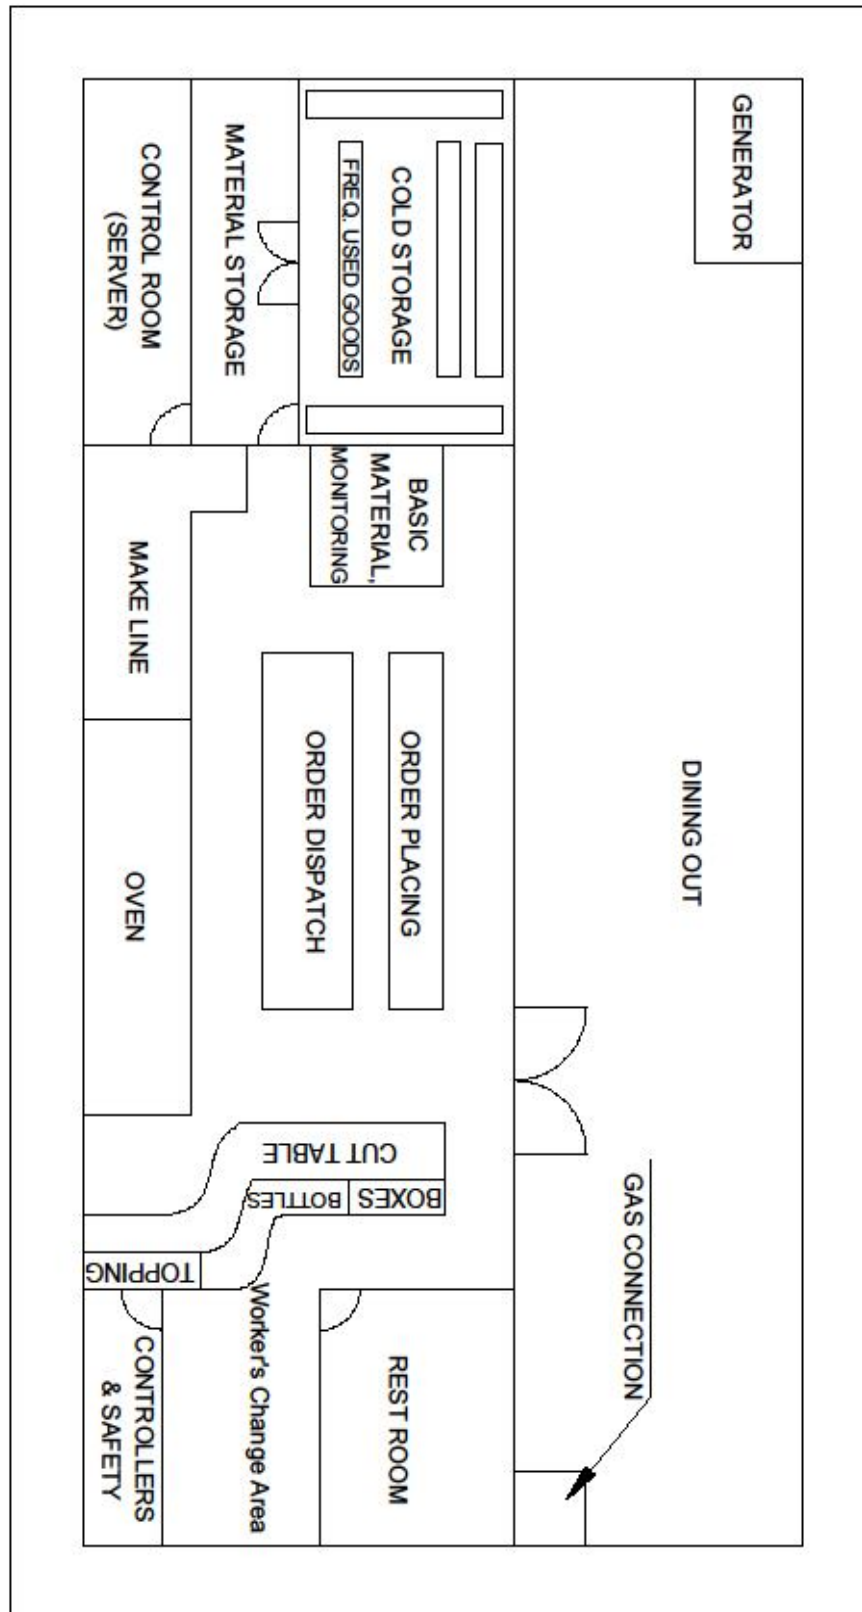 GENERATOR
COLD STORAGE
FREQ. USED GOODS
MATERIAL STORAGE
CONTROL ROOM
(SERVER)
DINING OUT
BASIC
MATERIAL,
MONITORING
MAKE LINE
ORDER PLACING
ORDER DISPATCH
OVEN
GAS CONNECTION
CUT TABLE
BOXES
BOTTLES
TOPPING
REST ROOM
Worker's Change Area
CONTROLLERS
& SAFETY